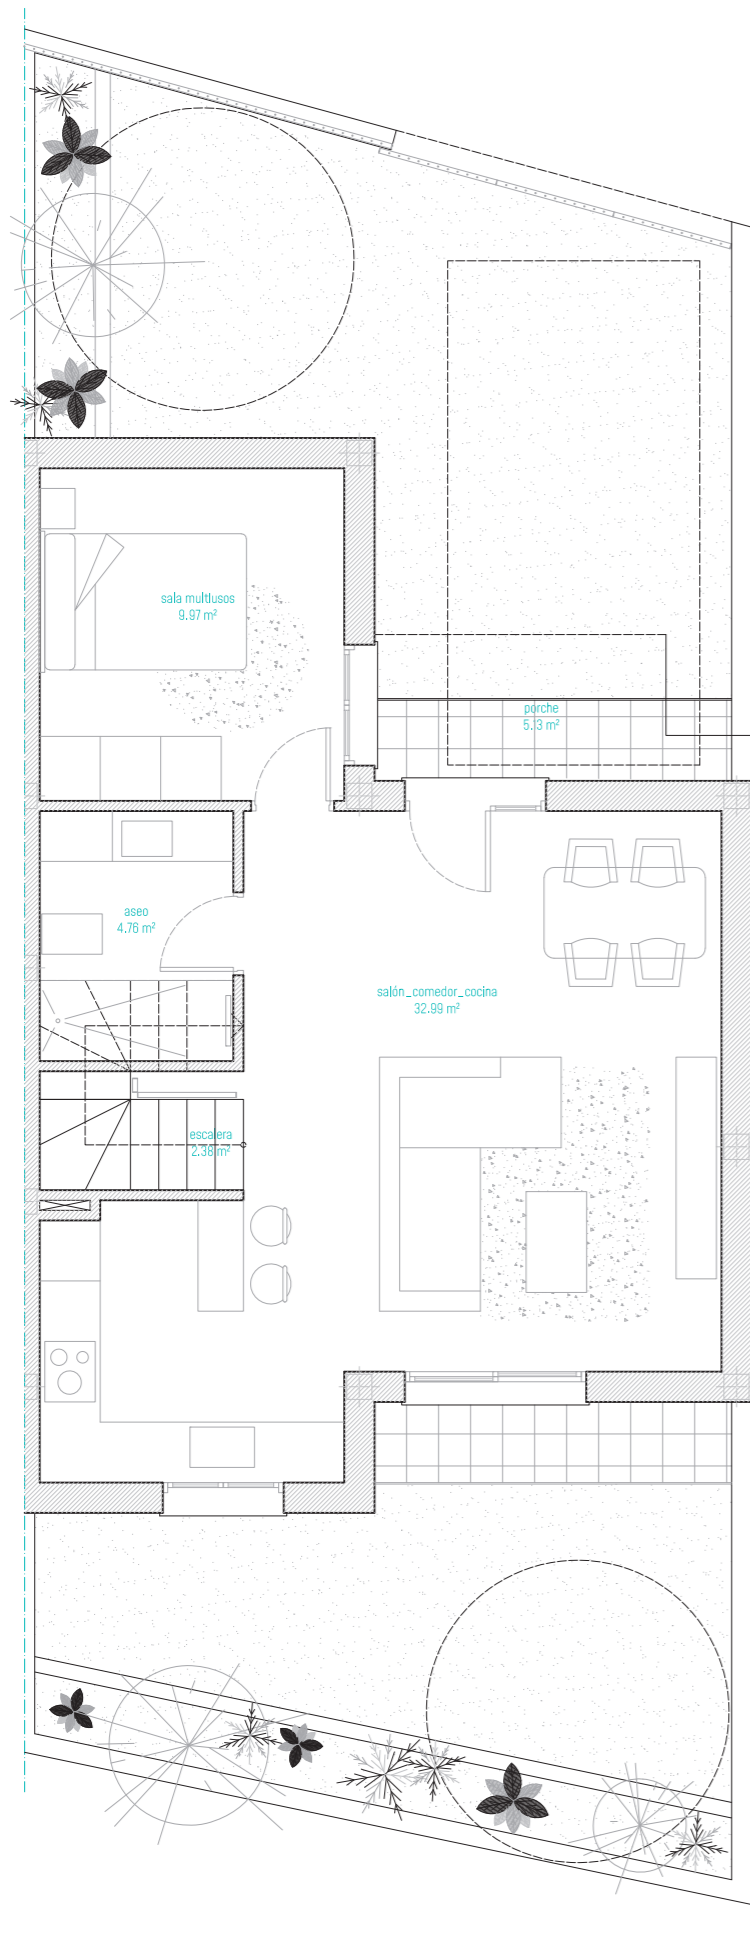 sala multiusos
9.97 m²
porche
5.13 m²
aseo
4.76 m²
salón_comedor_cocina
32.99 m²
escalera
2.38 m²